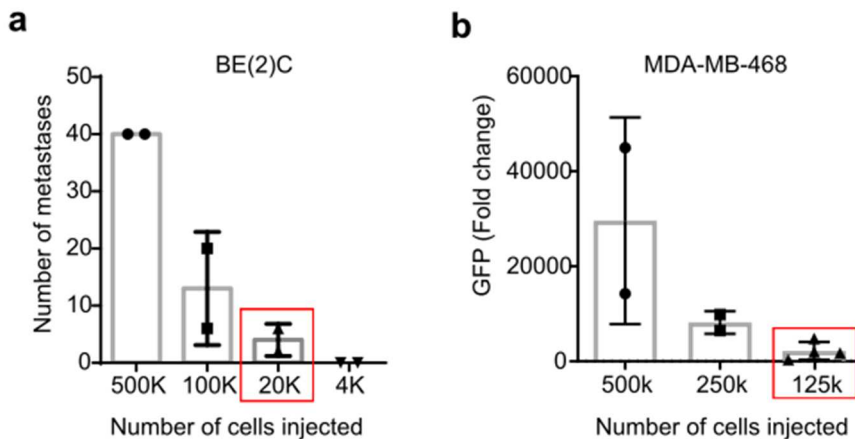 a
BE(2)C
Number of metastases
50
40
30
20
10
0
500K 100K 20K 4K
Number of cells injected
b
MDA-MB-468
GFP (Fold change)
60000
40000
20000
0
500k 250k 125k
Number of cells injected